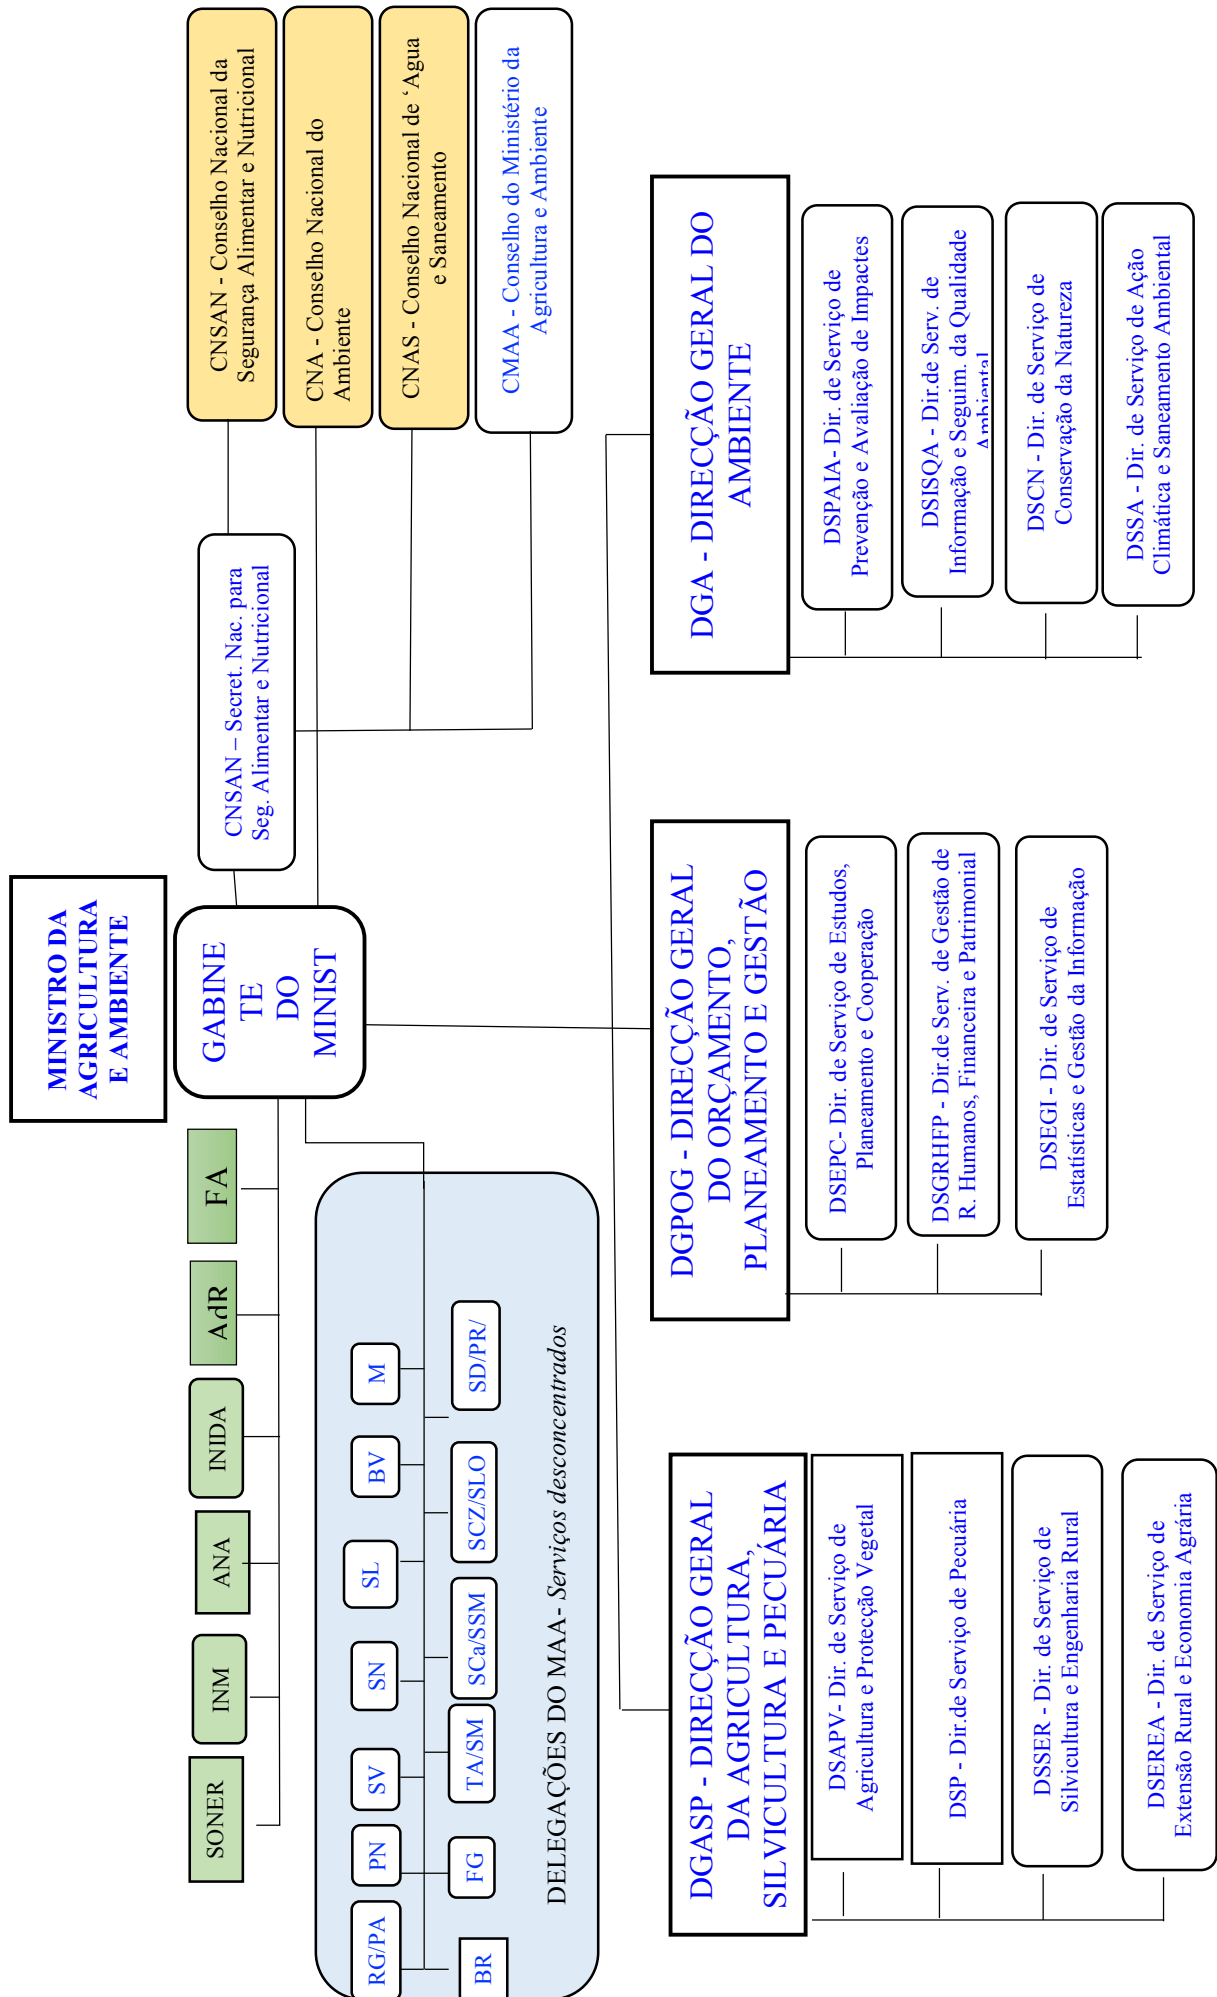 MINISTRO DA
AGRICULTURA
E AMBIENTE
GABINE
TE
DO
MINIST
CNSAN – Secret. Nac. para
Seg. Alimentar e Nutricional
CNSAN - Conselho Nacional da
Segurança Alimentar e Nutricional
CNA - Conselho Nacional do
Ambiente
CNAS - Conselho Nacional de ‘Agua
e Saneamento
CMAA - Conselho do Ministério da
Agricultura e Ambiente
SONER
INM
ANA
INIDA
AdR
FA
RG/PA
PN
SV
SN
SL
BV
M
BR
FG
TA/SM
SCa/SSM
SCZ/SLO
SD/PR/
DELEGAÇÕES DO MAA- Serviços desconcentrados
DGASP - DIRECÇÃO GERAL
DA AGRICULTURA,
SILVICULTURA E PECUÁRIA
DSAPV- Dir. de Serviço de
Agricultura e Protecção Vegetal
DSP - Dir.de Serviço de Pecuária
DSSER - Dir. de Serviço de
Silvicultura e Engenharia Rural
DSEREA - Dir. de Serviço de
Extensão Rural e Economia Agrária
DGPOG - DIRECÇÃO GERAL
DO ORÇAMENTO,
PLANEAMENTO E GESTÃO
DSEPC- Dir. de Serviço de Estudos,
Planeamento e Cooperação
DSGRHFP - Dir.de Serv. de Gestão de
R. Humanos, Financeira e Patrimonial
DSEGI - Dir. de Serviço de
Estatísticas e Gestão da Informação
DGA - DIRECÇÃO GERAL DO
AMBIENTE
DSPAIA- Dir. de Serviço de
Prevenção e Avaliação de Impactes
DSISQA - Dir.de Serv. de
Informação e Seguim. da Qualidade
Ambiental
DSCN - Dir. de Serviço de
Conservação da Natureza
DSSA - Dir. de Serviço de Ação
Climática e Saneamento Ambiental